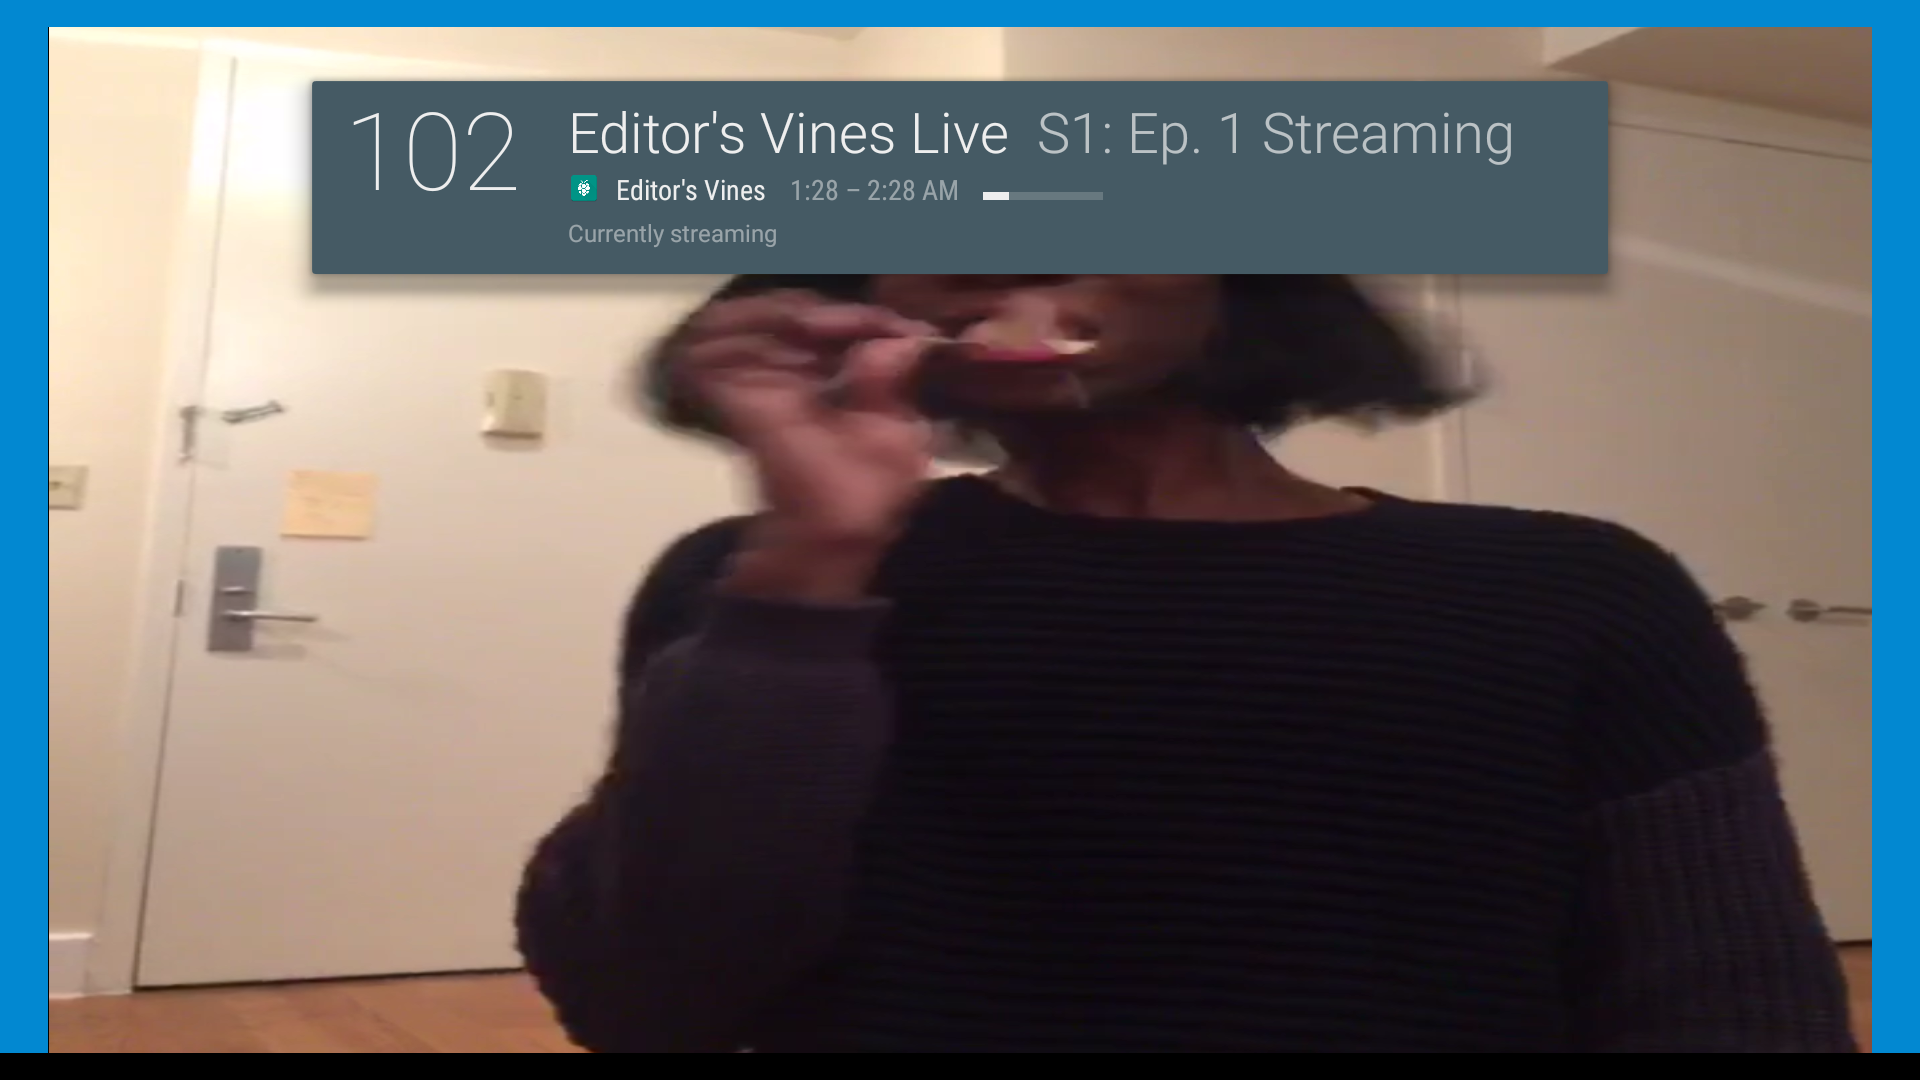 102
Editor's Vines Live S1: Ep. 1 Streaming
Editor's Vines 1:28 – 2:28 AM
Currently streaming